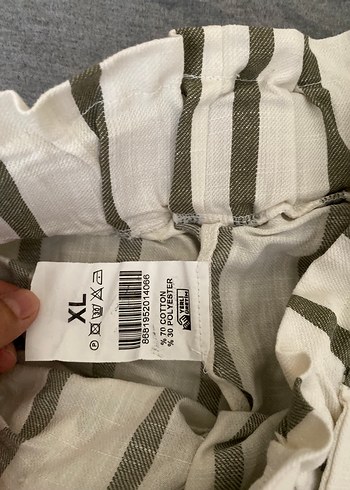 XL
P
8681952014066
% 70 COTTON
% 30 POLYESTER